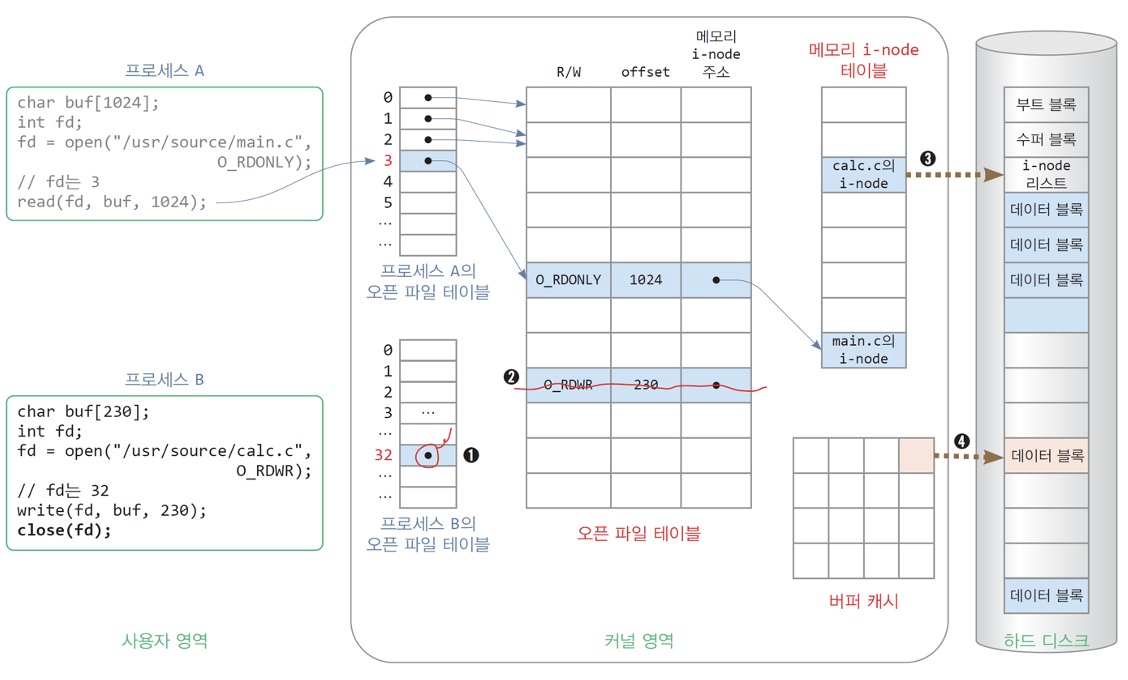 프로세스 A
char buf[1024];
int fd;
fd = open("/usr/source/main.c",
O_RDONLY);
// fd는 3
read(fd, buf, 1024);
프로세스 B
char buf[230];
int fd;
fd = open("/usr/source/calc.c",
O_RDWR);
// fd는 32
write(fd, buf, 230);
close(fd);
사용자 영역
0
1
2
3
4
5
...
...
프로세스 A의
오픈 파일 테이블
0
1
2
3 ...
...
32 ❶
...
...
프로세스 B의
오픈 파일 테이블
R/W
offset
메모리
i-node
주소
O_RDONLY 1024
❷ O_RDWR 230
오픈 파일 테이블
커널 영역
메모리 i-node
테이블
calc.c의
i-node
❸
main.c의
i-node
❹
버퍼 캐시
부트 블록
수퍼 블록
i-node
리스트
데이터 블록
데이터 블록
데이터 블록
데이터 블록
데이터 블록
하드 디스크